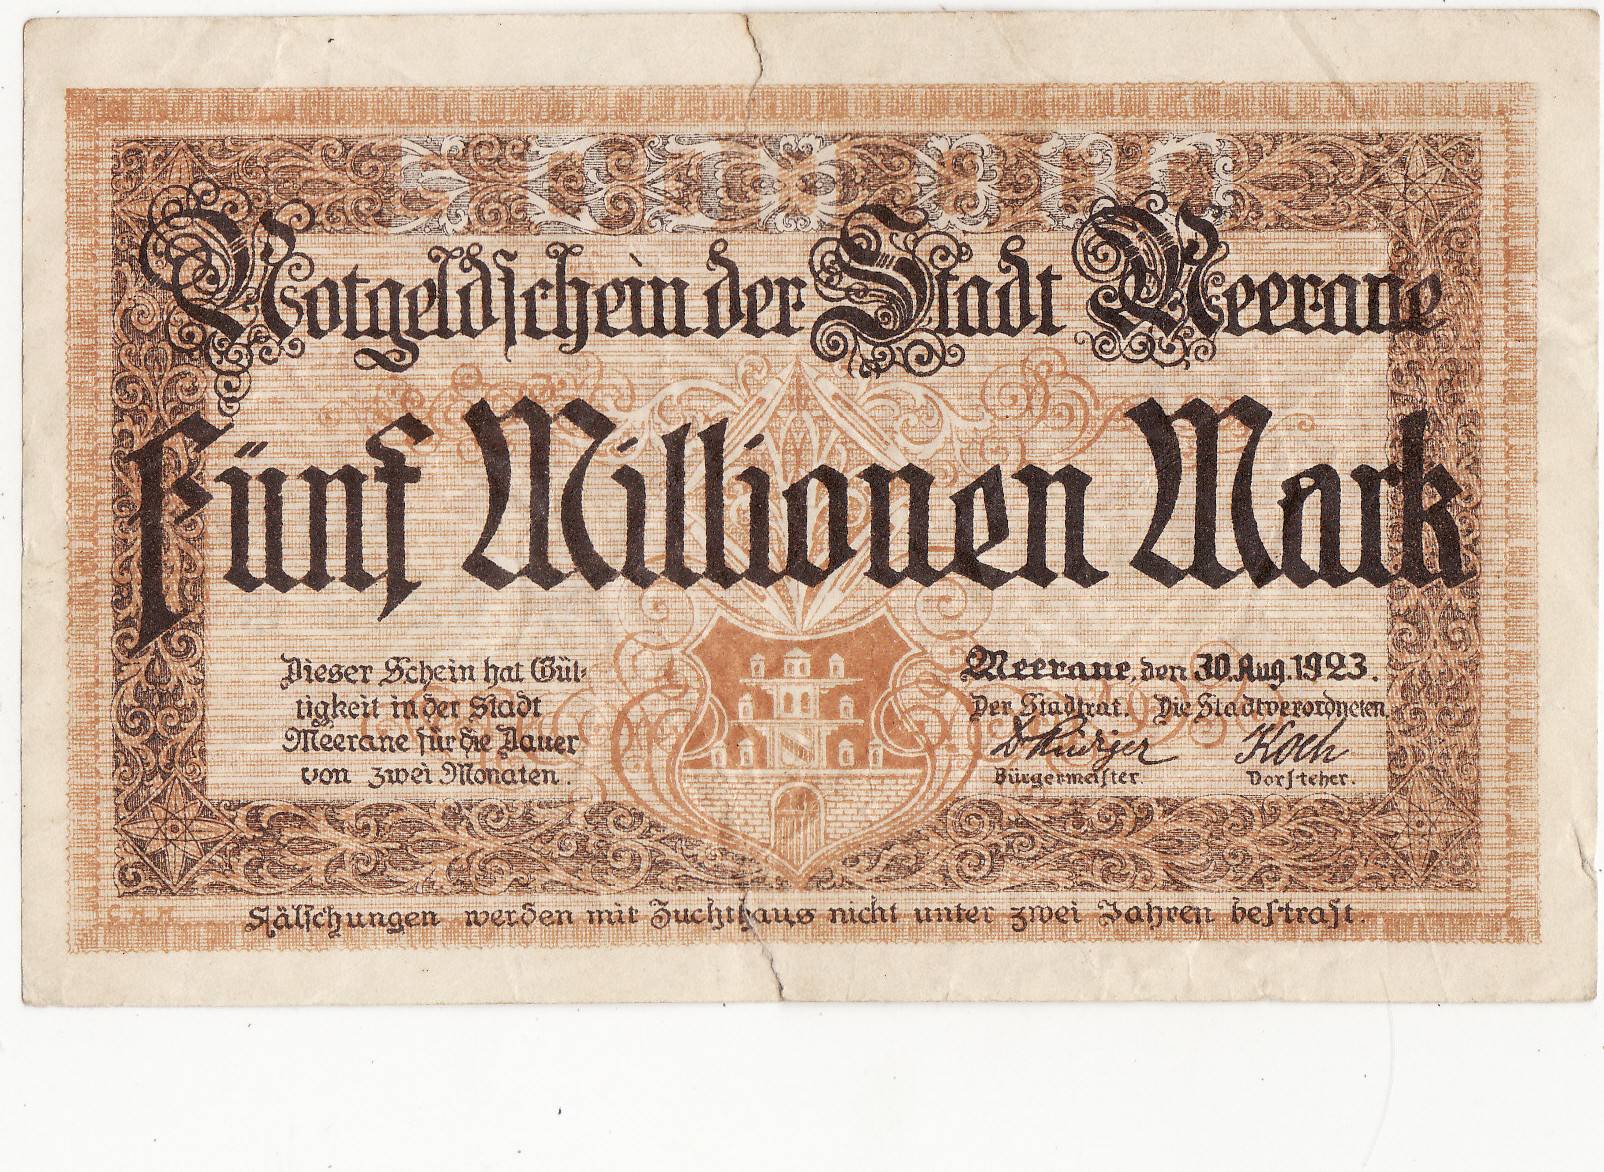 Notgeldschein der Stadt Meerane
Fünf Millionen Mark
Dieser Schein hat Gül-
tigkeit in der Stadt
Meerane für die Dauer
von zwei Monaten.
Meerane, den 30. Aug. 1923.
Der Stadtrat. Die Stadtverordneten.
Dr. Rüdiger Koch
Bürgermeister. Vorsteher.
Fälschungen werden mit Zuchthaus nicht unter zwei Jahren bestraft.